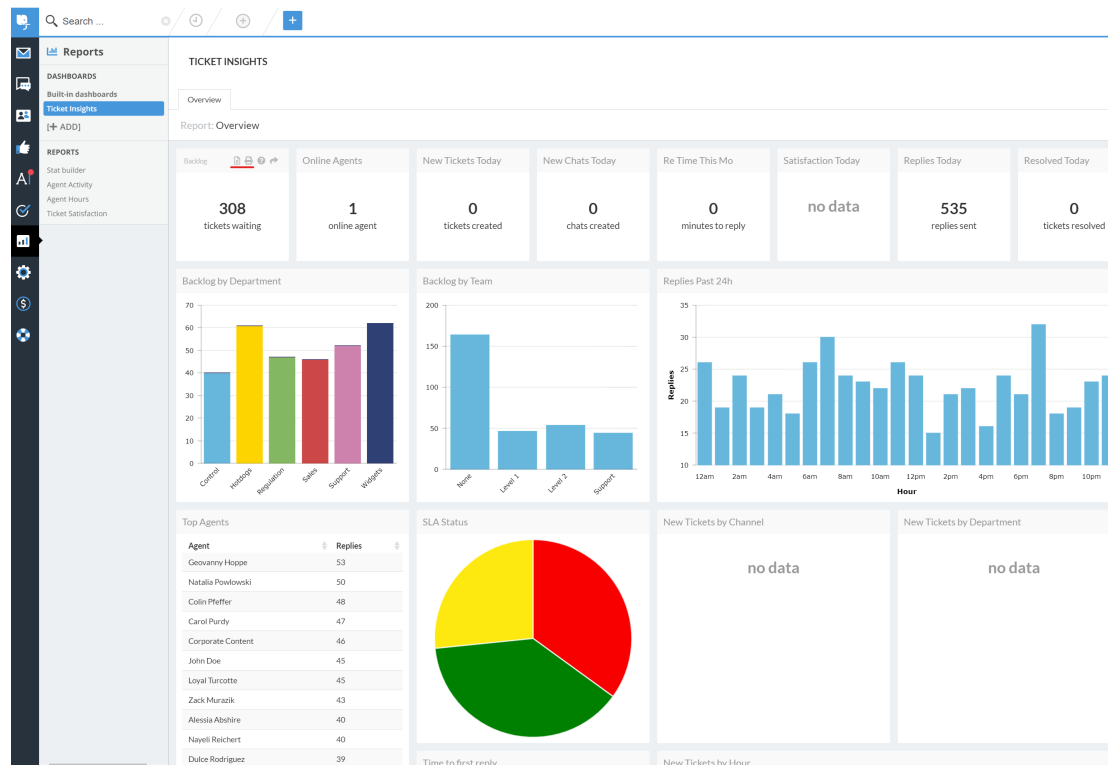 Search ...
Reports
DASHBOARDS
Built-in dashboards
Ticket Insights
[+ ADD]
REPORTS
Stat builder
Agent Activity
Agent Hours
Ticket Satisfaction
TICKET INSIGHTS
Overview
Report: Overview
Backlog
308
tickets waiting
Online Agents
1
online agent
New Tickets Today
0
tickets created
New Chats Today
0
chats created
Re Time This Mo
0
minutes to reply
Satisfaction Today
no data
Replies Today
535
replies sent
Resolved Today
0
tickets resolved
Backlog by Department
70
60
50
40
30
20
10
0
Control
Hotdogs
Regulation
Sales
Support
Widgets
Backlog by Team
200
150
100
50
0
None
Level 1
Level 2
Support
Replies Past 24h
Replies
35
30
25
20
15
10
12am 2am 4am 6am 8am 10am 12pm 2pm 4pm 6pm 8pm 10pm
Hour
Top Agents
Agent Replies
Geovanny Hoppe 53
Natalia Powlowski 50
Colin Pfeffer 48
Carol Purdy 47
Corporate Content 46
John Doe 45
Loyal Turcotte 45
Zack Murazik 43
Alessia Abshire 40
Nayeli Reichert 40
Dulce Rodriguez 39
SLA Status
New Tickets by Channel
no data
New Tickets by Department
no data
Time to first reply
New Tickets by Hour